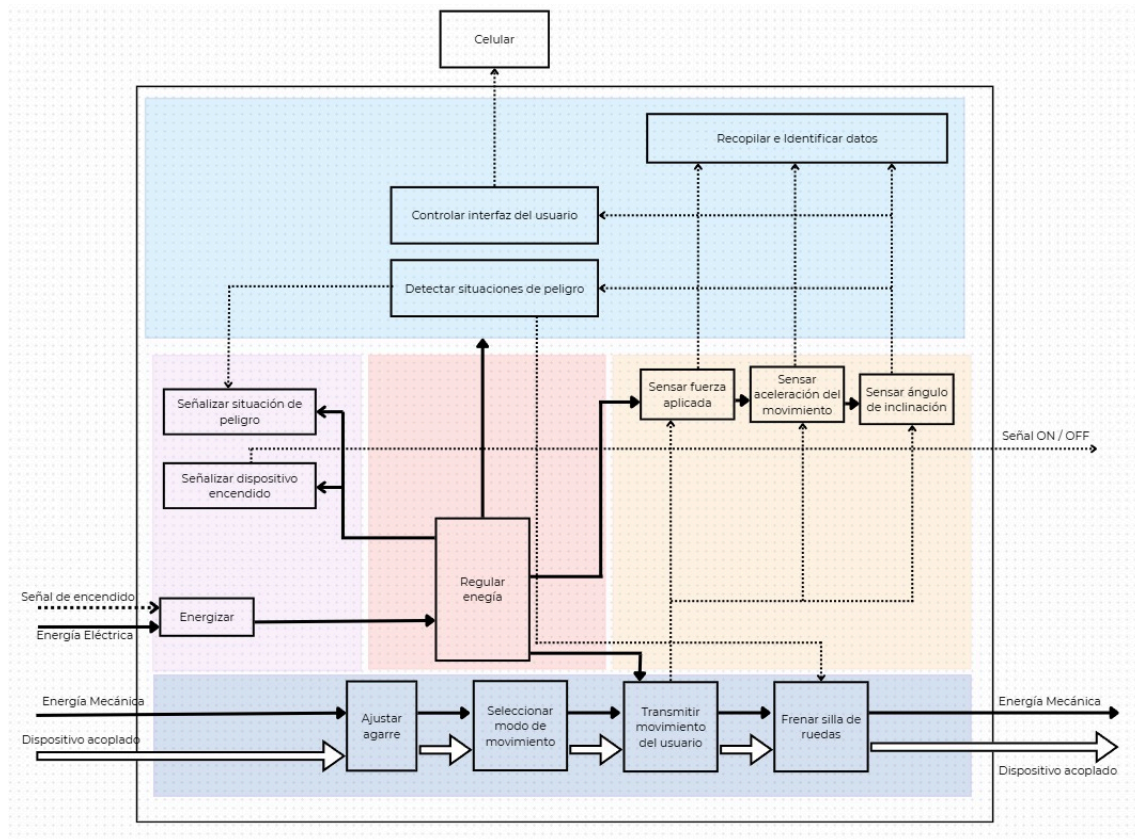 Celular
Recopilar e Identificar datos
Controlar interfaz del usuario
Detectar situaciones de peligro
Señalizar situación de
peligro
Sensar fuerza
aplicada
Sensar
aceleración del
movimiento
Sensar ángulo
de inclinación
Señal ON / OFF
Señalizar dispositivo
encendido
Regular
enegía
Señal de encendido
Energizar
Energía Eléctrica
Energía Mecánica
Dispositivo acoplado
Ajustar
agarre
Seleccionar
modo de
movimiento
Transmitir
movimiento
del usuario
Frenar silla de
ruedas
Energía Mecánica
Dispositivo acoplado